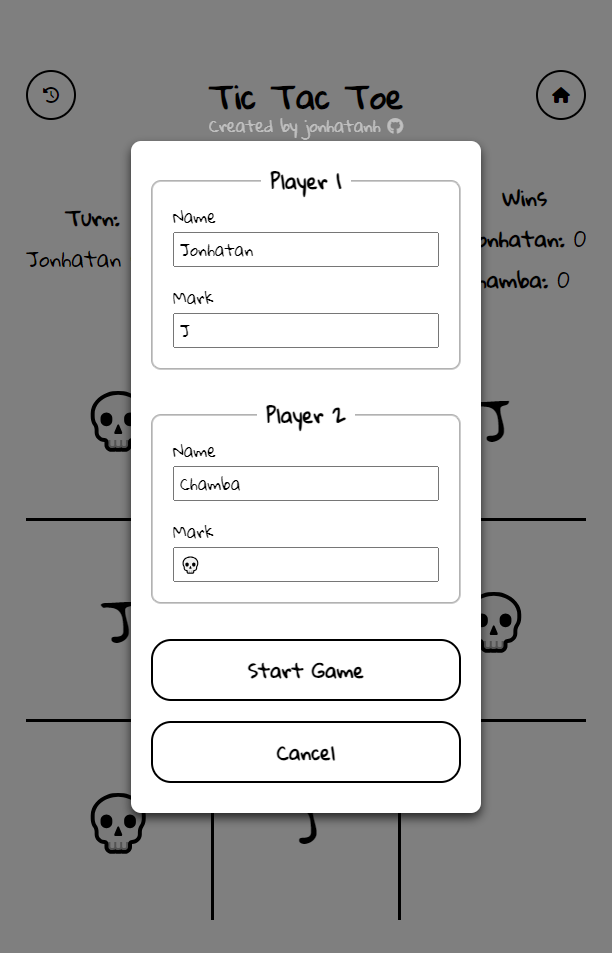 Tic Tac Toe
Created by jonhatanh
Turn:
Jonhatan
Wins
onhatan: 0
hamba: 0
Player 1
Name
Jonhatan
Mark
J
Player 2
Name
Chamba
Mark
💀
Start Game
Cancel
J
J
J